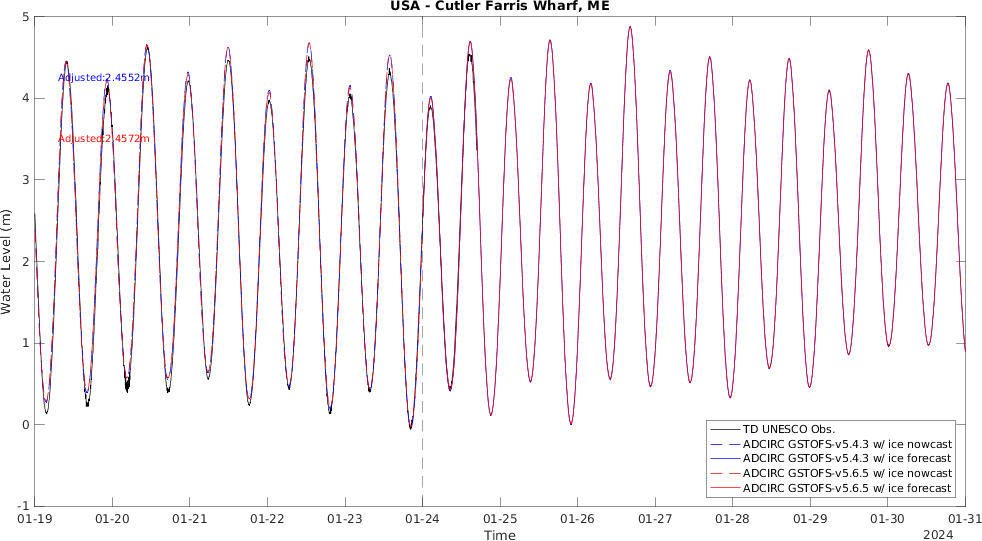 USA - Cutler Farris Wharf, ME
5
4
3
2
1
0
-1
Water Level (m)
Adjusted:2.4552m
Adjusted:2.4572m
TD UNESCO Obs.
ADCIRC GSTOFS-v5.4.3 w/ ice nowcast
ADCIRC GSTOFS-v5.4.3 w/ ice forecast
ADCIRC GSTOFS-v5.6.5 w/ ice nowcast
ADCIRC GSTOFS-v5.6.5 w/ ice forecast
01-19 01-20 01-21 01-22 01-23 01-24 01-25 01-26 01-27 01-28 01-29 01-30 01-31
Time
2024